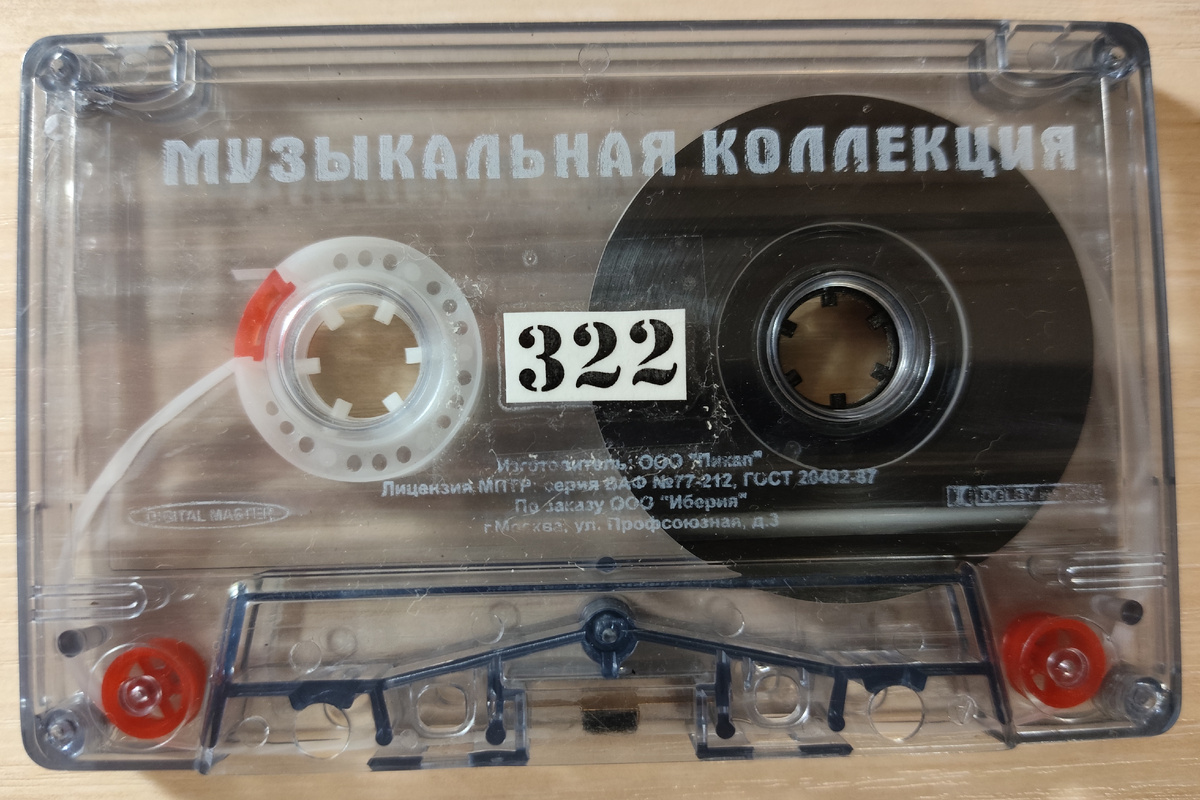 МУЗЫКАЛЬНАЯ КОЛЛЕКЦИЯ
322
Изготовитель: ООО "Пикап"
Лицензия МПТР: серия ВАФ №77-212, ГОСТ 20492-87
По заказу ООО "Иберия"
г.Москва, ул. Профсоюзная, д.3
DIGITAL MASTER
DOLBY